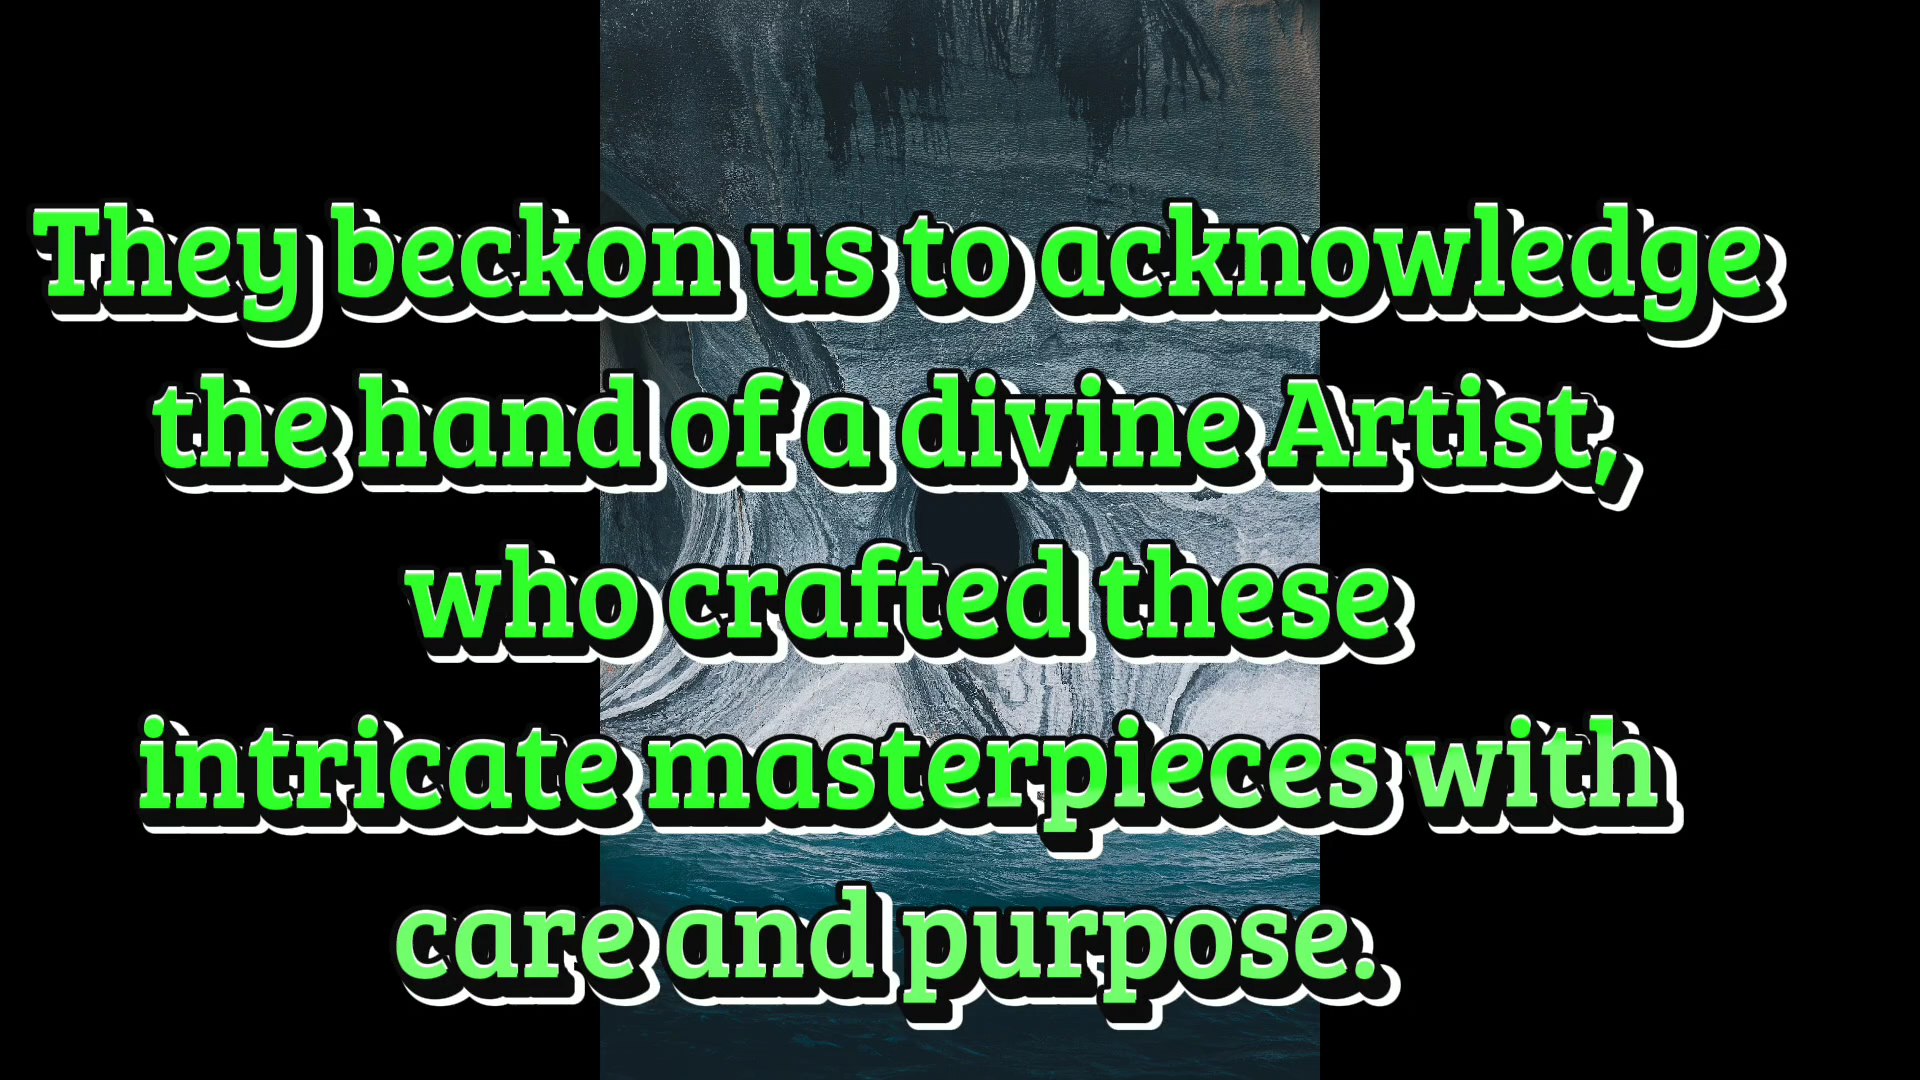 They beckon us to acknowledge
the hand of a divine Artist,
who crafted these
intricate masterpieces with
care and purpose.